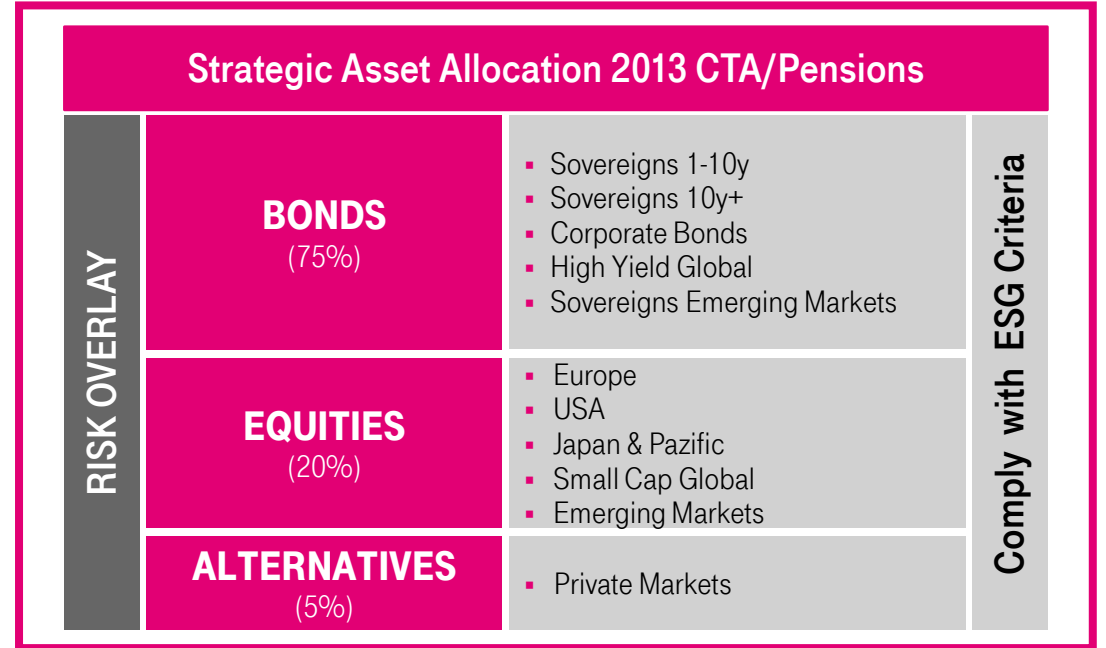 Strategic Asset Allocation 2013 CTA/Pensions
RISK OVERLAY
BONDS
(75%)
▪ Sovereigns 1-10y
▪ Sovereigns 10y+
▪ Corporate Bonds
▪ High Yield Global
▪ Sovereigns Emerging Markets
EQUITIES
(20%)
▪ Europe
▪ USA
▪ Japan & Pazific
▪ Small Cap Global
▪ Emerging Markets
ALTERNATIVES
(5%)
▪ Private Markets
Comply with ESG Criteria